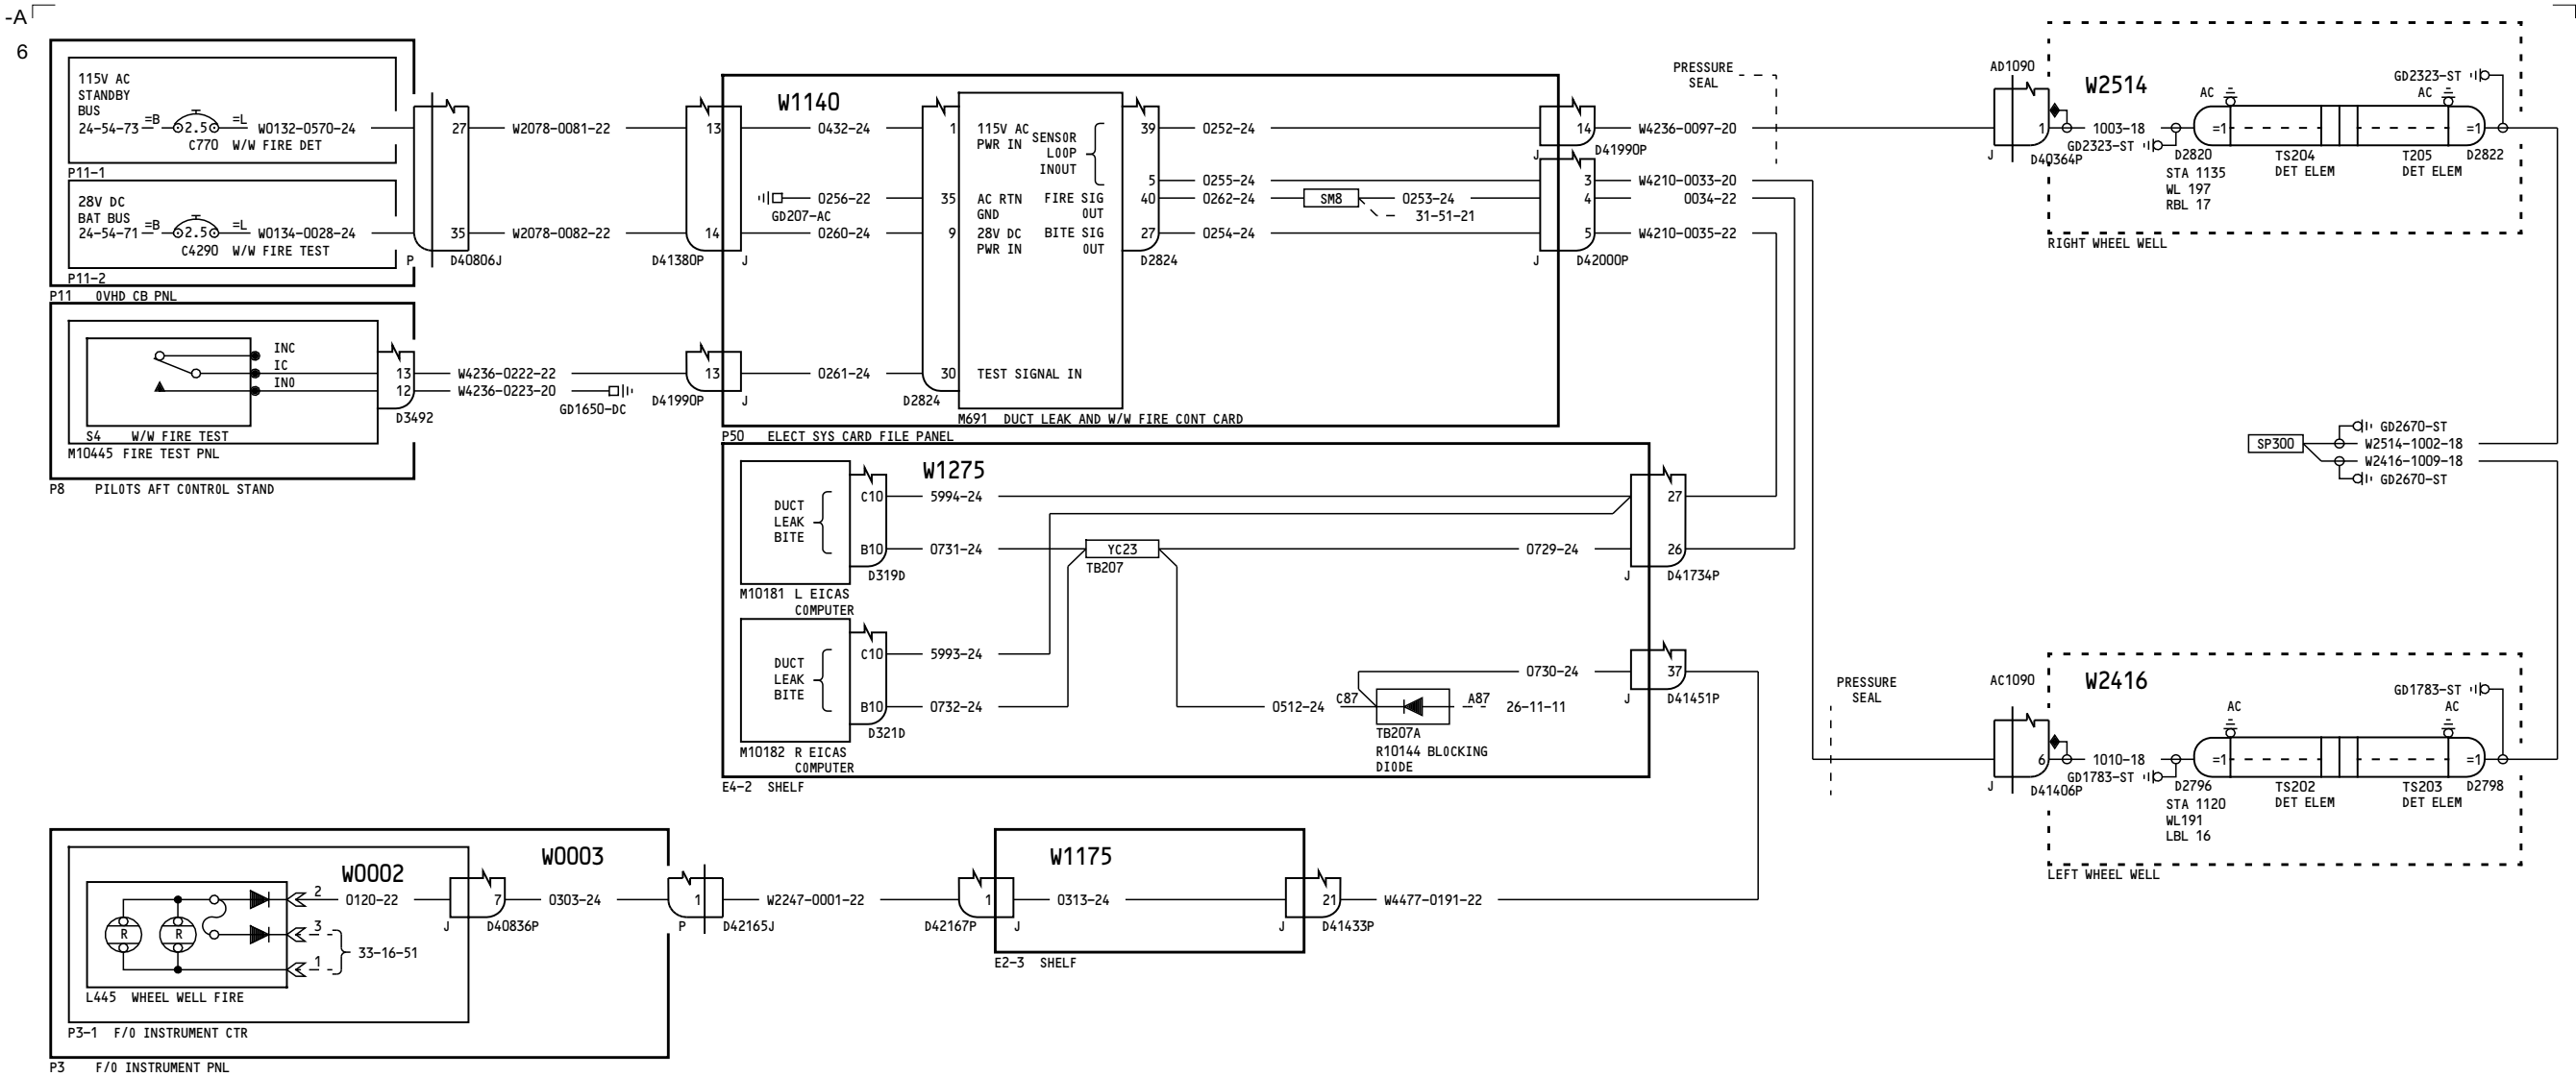 -A
6
115V AC
STANDBY
BUS
24-54-73 =B 2.5 =L W0132-0570-24
C770 W/W FIRE DET
P11-1
28V DC
BAT BUS
24-54-71 =B 2.5 =L W0134-0028-24
C4290 W/W FIRE TEST
P11-2
P11 OVHD CB PNL
27 W2078-0081-22 13
35 W2078-0082-22 14
P D40806J D41380P J
INC
IC
INO
S4 W/W FIRE TEST
M10445 FIRE TEST PNL
P8 PILOTS AFT CONTROL STAND
13 W4236-0222-22 13
12 W4236-0223-20
GD1650-DC
D3492
D41990P J
W1140
0432-24 1
0256-22 35
GD207-AC
0260-24 9
0261-24 30
D2824
115V AC
PWR IN
SENSOR
LOOP
INOUT
AC RTN
GND
FIRE SIG
OUT
28V DC
PWR IN
BITE SIG
OUT
TEST SIGNAL IN
M691 DUCT LEAK AND W/W FIRE CONT CARD
P50 ELECT SYS CARD FILE PANEL
39 0252-24 14
5 0255-24 3
40 0262-24 SM8 0253-24 4
31-51-21
27 0254-24 5
D2824
J D41990P
J D42000P
PRESSURE
SEAL
W4236-0097-20
W4210-0033-20
0034-22
W4210-0035-22
AD1090
1
J D40364P
W2514
1003-18
GD2323-ST
AC
=1
D2820
STA 1135
WL 197
RBL 17
TS204
DET ELEM
GD2323-ST
AC
=1
T205
DET ELEM
D2822
RIGHT WHEEL WELL
SP300
GD2670-ST
W2514-1002-18
W2416-1009-18
GD2670-ST
W1275
DUCT
LEAK
BITE
C10 5994-24 27
B10 0731-24 YC23 0729-24 26
TB207
D319D
J D41734P
M10181 L EICAS
COMPUTER
DUCT
LEAK
BITE
C10 5993-24
B10 0732-24
D321D
M10182 R EICAS
COMPUTER
0730-24 37
J D41451P
0512-24 C87 A87 26-11-11
TB207A
R10144 BLOCKING
DIODE
E4-2 SHELF
PRESSURE
SEAL
AC1090
6
J D41406P
W2416
1010-18
GD1783-ST
AC
=1
D2796
STA 1120
WL191
LBL 16
TS202
DET ELEM
GD1783-ST
AC
=1
TS203
DET ELEM
D2798
LEFT WHEEL WELL
W0002
R R
2 0120-22
3
1
33-16-51
L445 WHEEL WELL FIRE
P3-1 F/O INSTRUMENT CTR
P3 F/O INSTRUMENT PNL
W0003
7 0303-24 1
J D40836P
P D42165J
W2247-0001-22
1
D42167P J
W1175
0313-24
21
J D41433P
E2-3 SHELF
W4477-0191-22